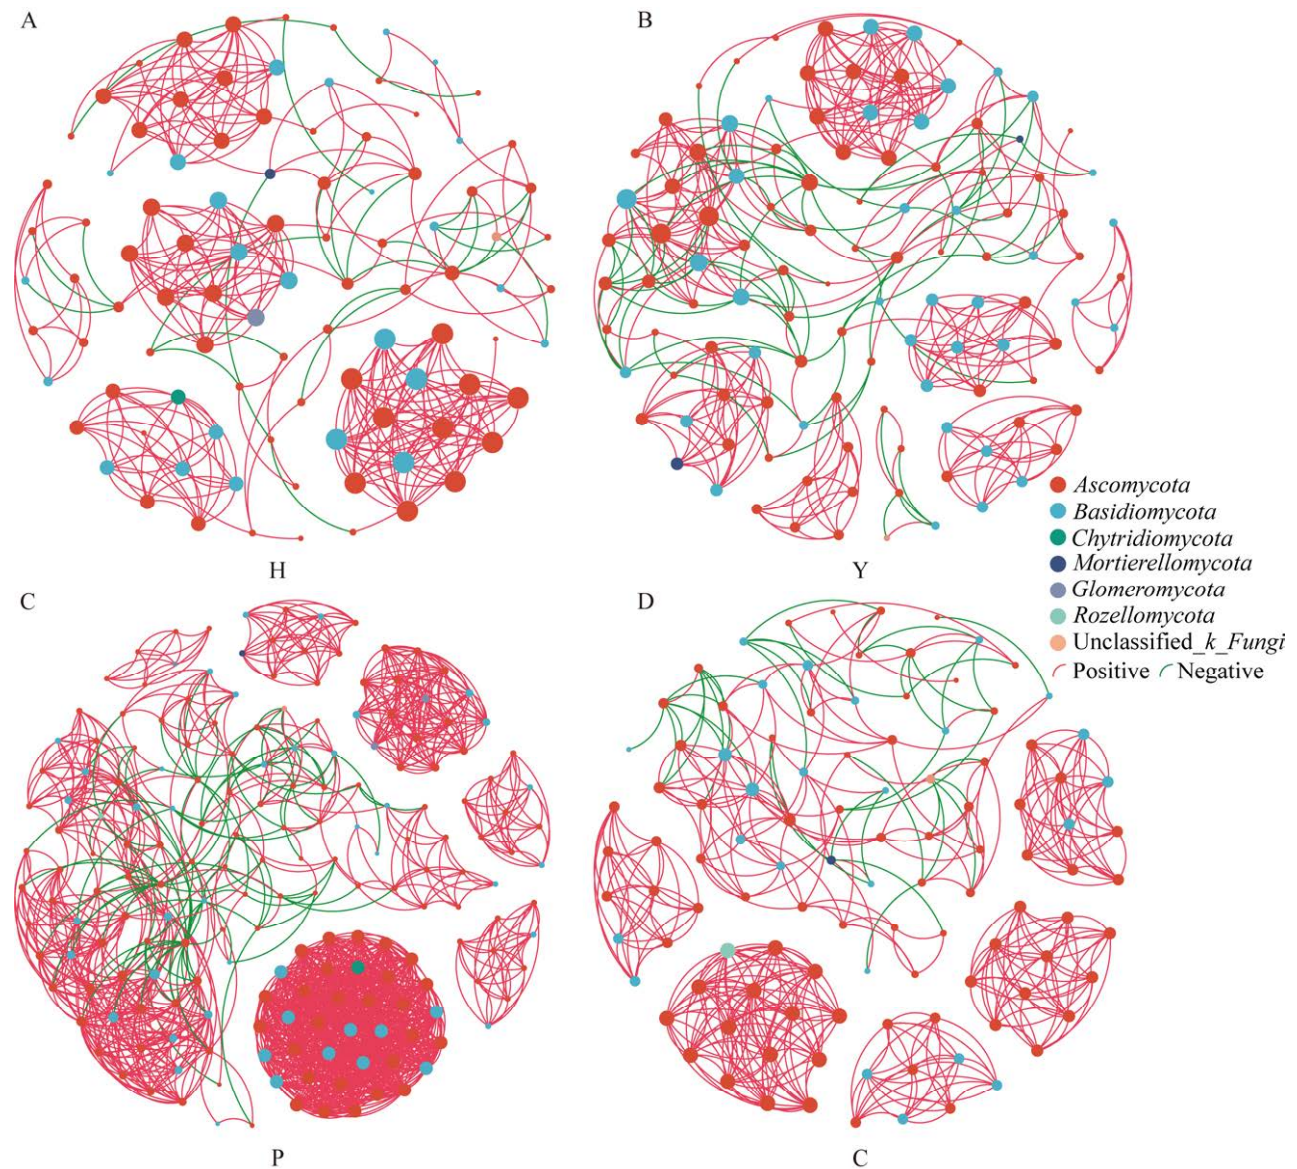 A
B
H
Y
Ascomycota
Basidiomycota
Chytridiomycota
Mortierellomycota
Glomeromycota
Rozellomycota
Unclassified_k_Fungi
Positive Negative
C
D
P
C